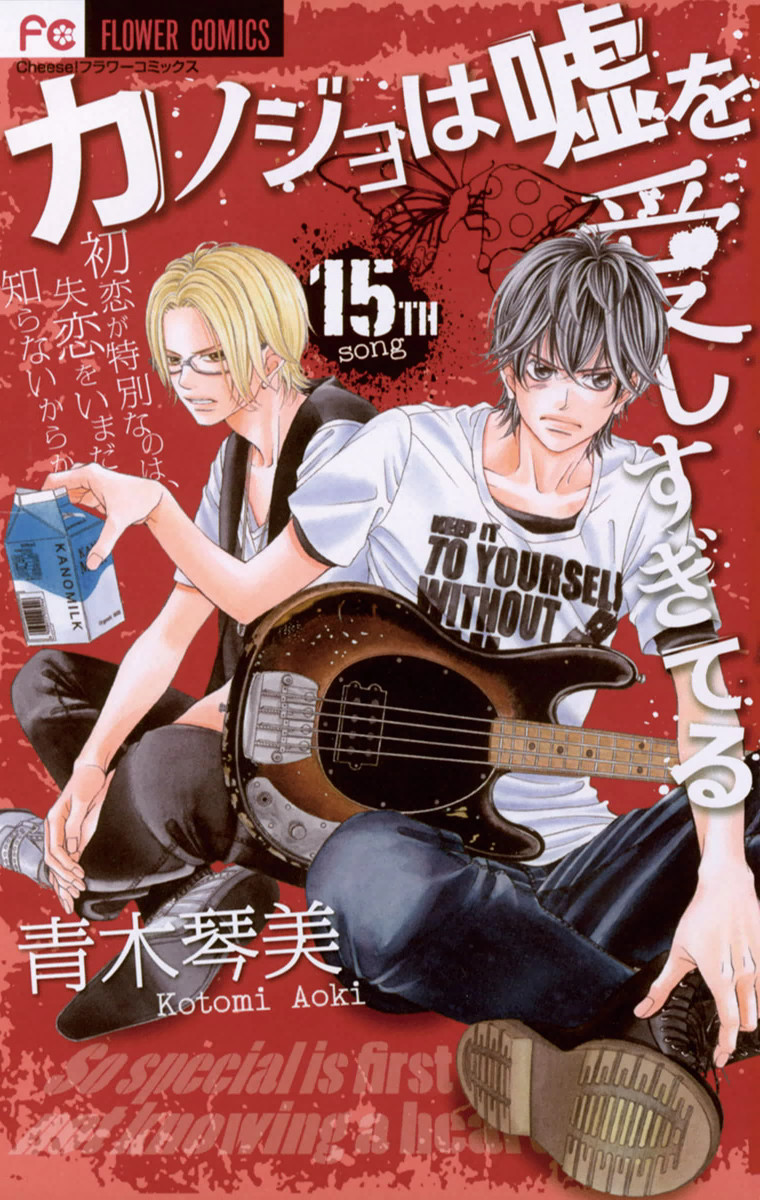 FC FLOWER COMICS
Cheese!フラワーコミックス
カノジョは嘘を
愛しすぎてる
15TH
song
初恋が特別なのは、
失恋をいまだ
知らないからか
KANOMILK
KEEP IT
TO YOURSELF
WITHOUT
青木琴美
Kotomi Aoki
So special is first
not knowing a hear